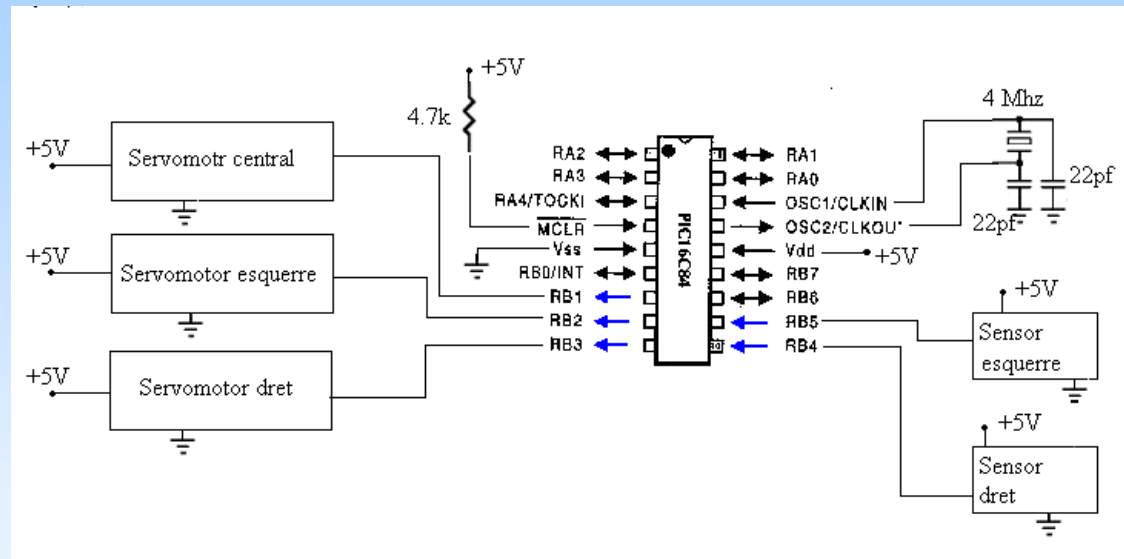 +5V
4 Mhz
4.7k
+5V
Servomotr central
RA2
RA1
RA3
RA0
22pf
RA4/TOCKI
OSC1/CLKIN
MCLR
OSC2/CLKOU
22pf
+5V
Servomotor esquerre
Vss
Vdd
+5V
RB0/INT
RB7
PIC16C84
RB1
RB6
+5V
RB2
RB5
Sensor
esquerre
RB3
RB4
+5V
Servomotor dret
+5V
Sensor
dret